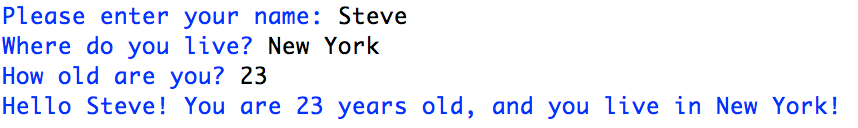 Please enter your name: Steve
Where do you live? New York
How old are you? 23
Hello Steve! You are 23 years old, and you live in New York!